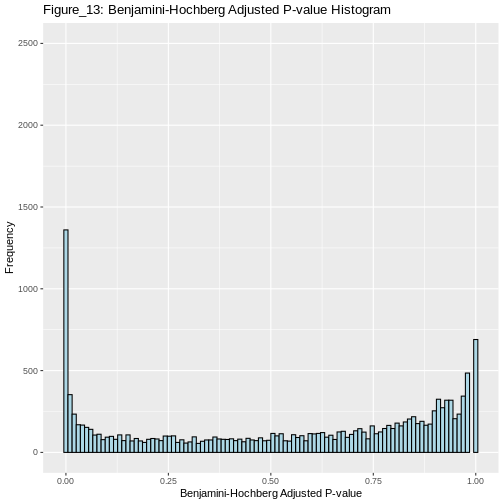 Figure_13: Benjamini-Hochberg Adjusted P-value Histogram
2500
2000
1500
1000
500
0
Frequency
0.00 0.25 0.50 0.75 1.00
Benjamini-Hochberg Adjusted P-value